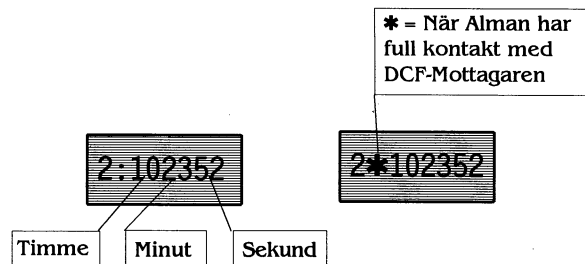 ✱ = När Alman har
full kontakt med
DCF-Mottagaren
2:102352
2✱102352
Timme
Minut
Sekund